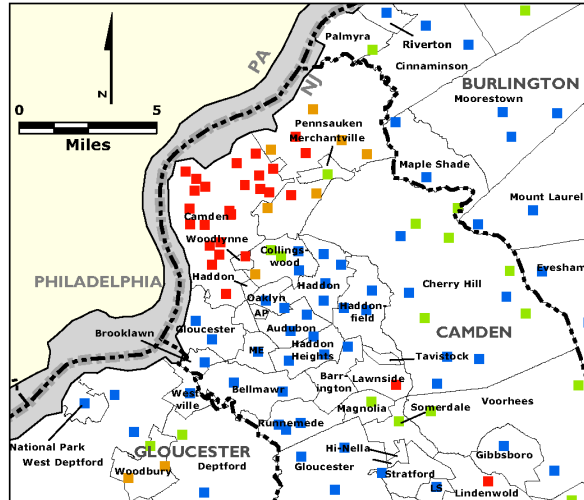 Palmyra
Riverton
Cinnaminson
PA
NJ
BURLINGTON
Moorestown
N
0
5
Miles
Pennsauken
Merchantville
Maple Shade
Mount Laurel
Camden
Woodlynne
Collings-
wood
Evesham
PHILADELPHIA
Haddon
Haddon
Cherry Hill
Oaklyn
AP
Haddon-
field
Brooklawn
Gloucester
Audubon
CAMDEN
ME
Haddon
Heights
Tavistock
West-
ville
Bellmawr
Barr-
ington
Lawnside
Voorhees
Magnolia
Somerdale
National Park
Runnemede
West Deptford
GLOUCESTER
Hi-Nella
Gibbsboro
Woodbury
Deptford
Gloucester
Stratford
LS
Lindenwold